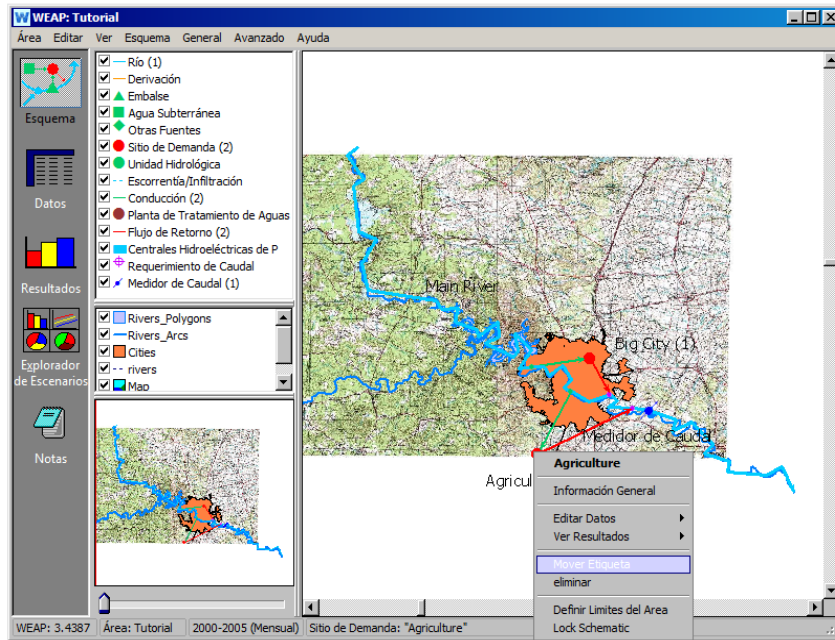 WEAP: Tutorial
Área Editar Ver Esquema General Avanzado Ayuda
Esquema
Datos
Resultados
Explorador
de Escenarios
Notas
Río (1)
Derivación
Embalse
Agua Subterránea
Otras Fuentes
Sitio de Demanda (2)
Unidad Hidrológica
Escorrentía/Infiltración
Conducción (2)
Planta de Tratamiento de Aguas
Flujo de Retorno (2)
Centrales Hidroeléctricas de P
Requerimiento de Caudal
Medidor de Caudal (1)
Rivers_Polygons
Rivers_Arcs
Cities
rivers
Map
Main River
Big City (1)
Medidor de Caudal
Agricul
Agriculture
Información General
Editar Datos
Ver Resultados
Mover Etiqueta
eliminar
Definir Limites del Area
Lock Schematic
WEAP: 3.4387 Área: Tutorial 2000-2005 (Mensual) Sitio de Demanda: "Agriculture"